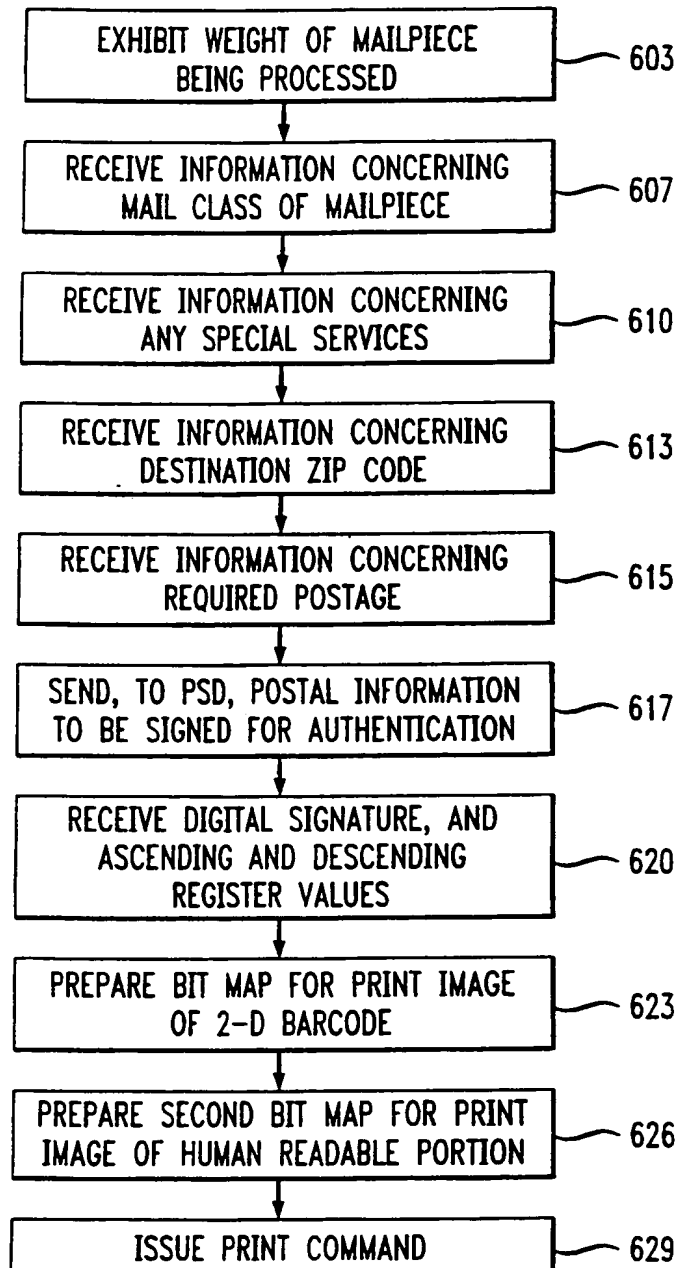 EXHIBIT WEIGHT OF MAILPIECE
BEING PROCESSED
603
RECEIVE INFORMATION CONCERNING
MAIL CLASS OF MAILPIECE
607
RECEIVE INFORMATION CONCERNING
ANY SPECIAL SERVICES
610
RECEIVE INFORMATION CONCERNING
DESTINATION ZIP CODE
613
RECEIVE INFORMATION CONCERNING
REQUIRED POSTAGE
615
SEND, TO PSD, POSTAL INFORMATION
TO BE SIGNED FOR AUTHENTICATION
617
RECEIVE DIGITAL SIGNATURE, AND
ASCENDING AND DESCENDING
REGISTER VALUES
620
PREPARE BIT MAP FOR PRINT IMAGE
OF 2-D BARCODE
623
PREPARE SECOND BIT MAP FOR PRINT
IMAGE OF HUMAN READABLE PORTION
626
ISSUE PRINT COMMAND
629